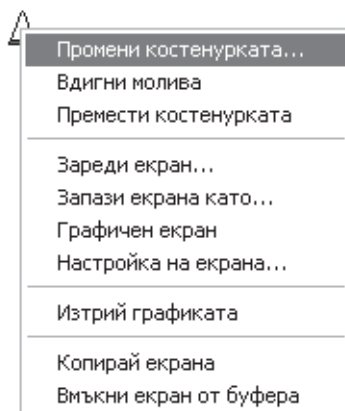 Промени костенурката...
Вдигни молива
Премести костенурката
Зареди екран...
Запази екрана като...
Графичен екран
Настройка на екрана...
Изтрий графиката
Копирай екрана
Вмъкни екран от буфера